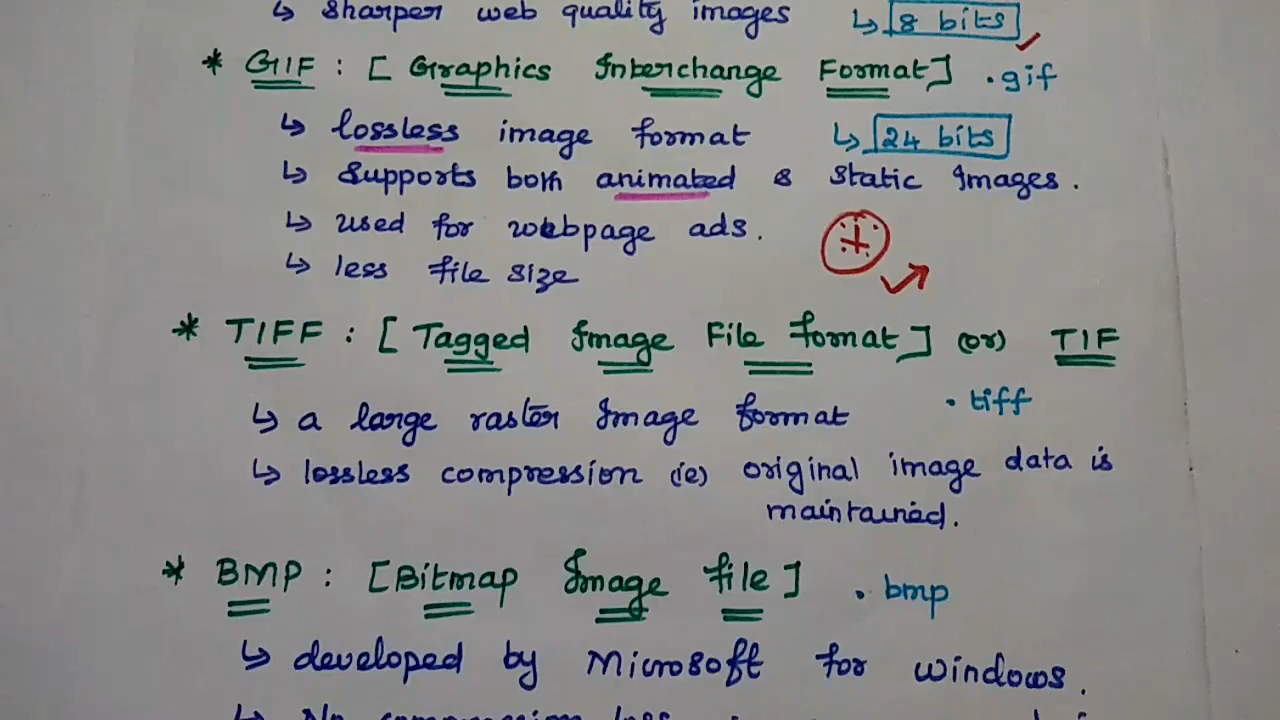 ↳ sharper web quality images ↳ 8 bits
* GIF : [ Graphics Interchange Format ] .gif
↳ lossless image format ↳ 24 bits
↳ Supports both animated & Static Images .
↳ used for webpage ads .
↳ less file size
* TIFF : [ Tagged Image File Format ] (or) TIF
↳ a large raster Image format .tiff
↳ lossless compression (ie) original image data is
maintained .
* BMP : [ Bitmap Image file ] . bmp
↳ developed by Microsoft for windows .
↳ No compression loss